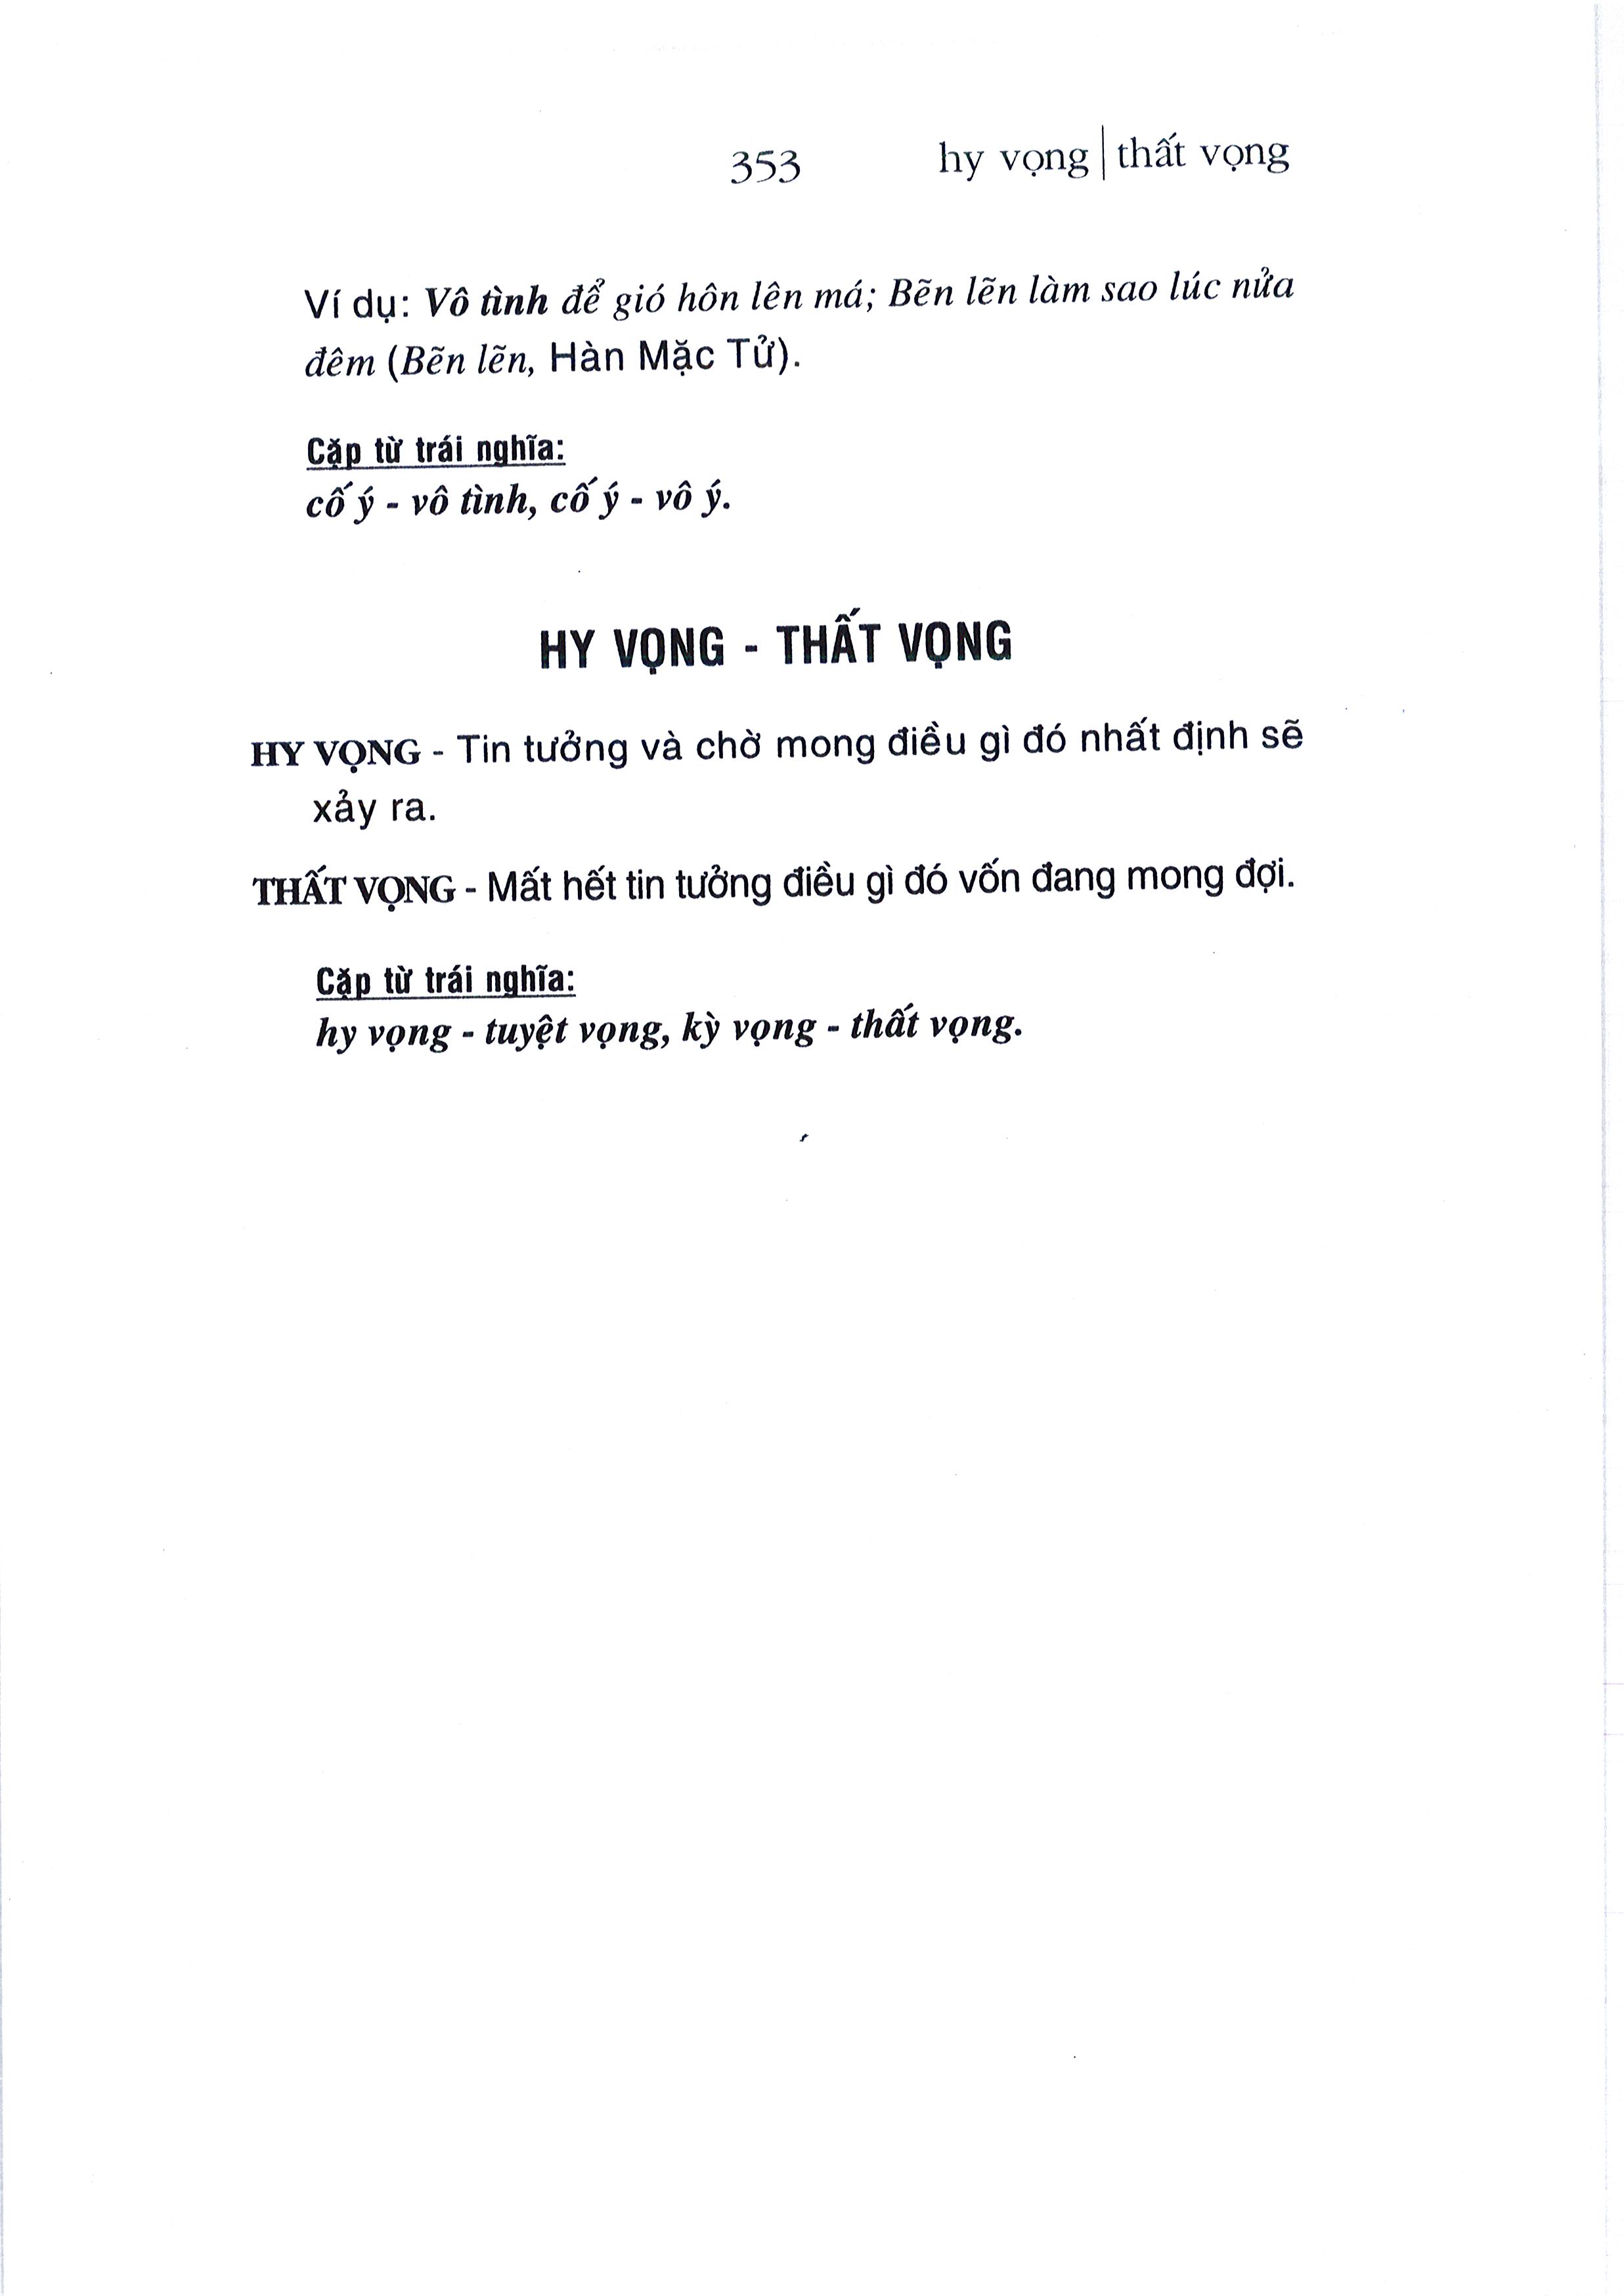 353 hy vọng | thất vọng
Ví dụ: Vô tình để gió hôn lên má; Bẽn lẽn làm sao lúc nửa
đêm (Bẽn lẽn, Hàn Mặc Tử).
Cặp từ trái nghĩa:
cố ý - vô tình, cố ý - vô ý.
HY VỌNG - THẤT VỌNG
HY VỌNG - Tin tưởng và chờ mong điều gì đó nhất định sẽ
xảy ra.
THẤT VỌNG - Mất hết tin tưởng điều gì đó vốn đang mong đợi.
Cặp từ trái nghĩa:
hy vọng - tuyệt vọng, kỳ vọng - thất vọng.